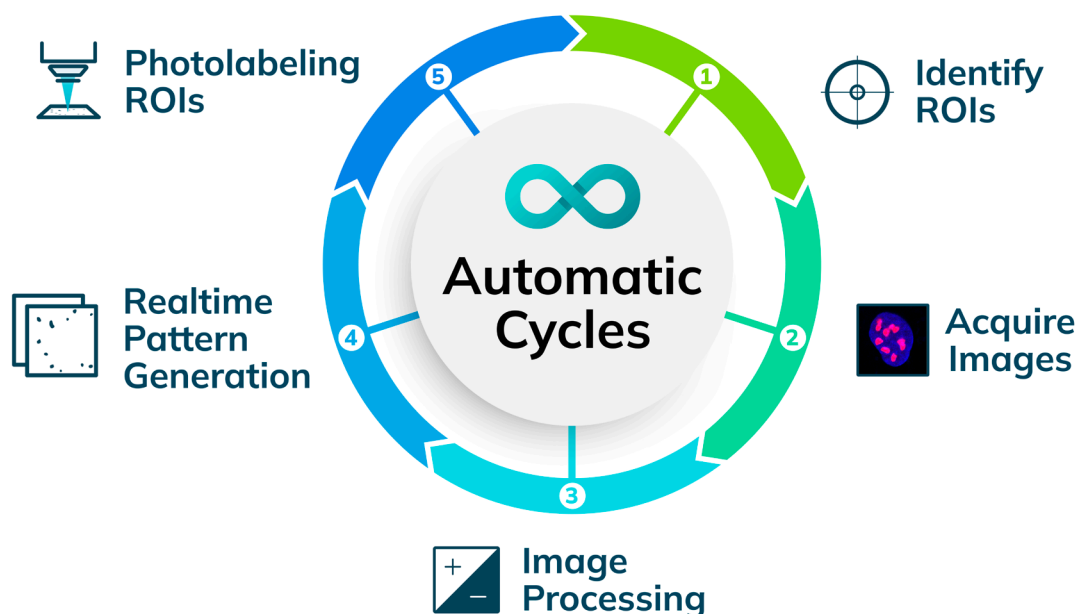 Automatic
Cycles
1
Identify
ROIs
2
Acquire
Images
3
Image
Processing
4
Realtime
Pattern
Generation
5
Photolabeling
ROIs